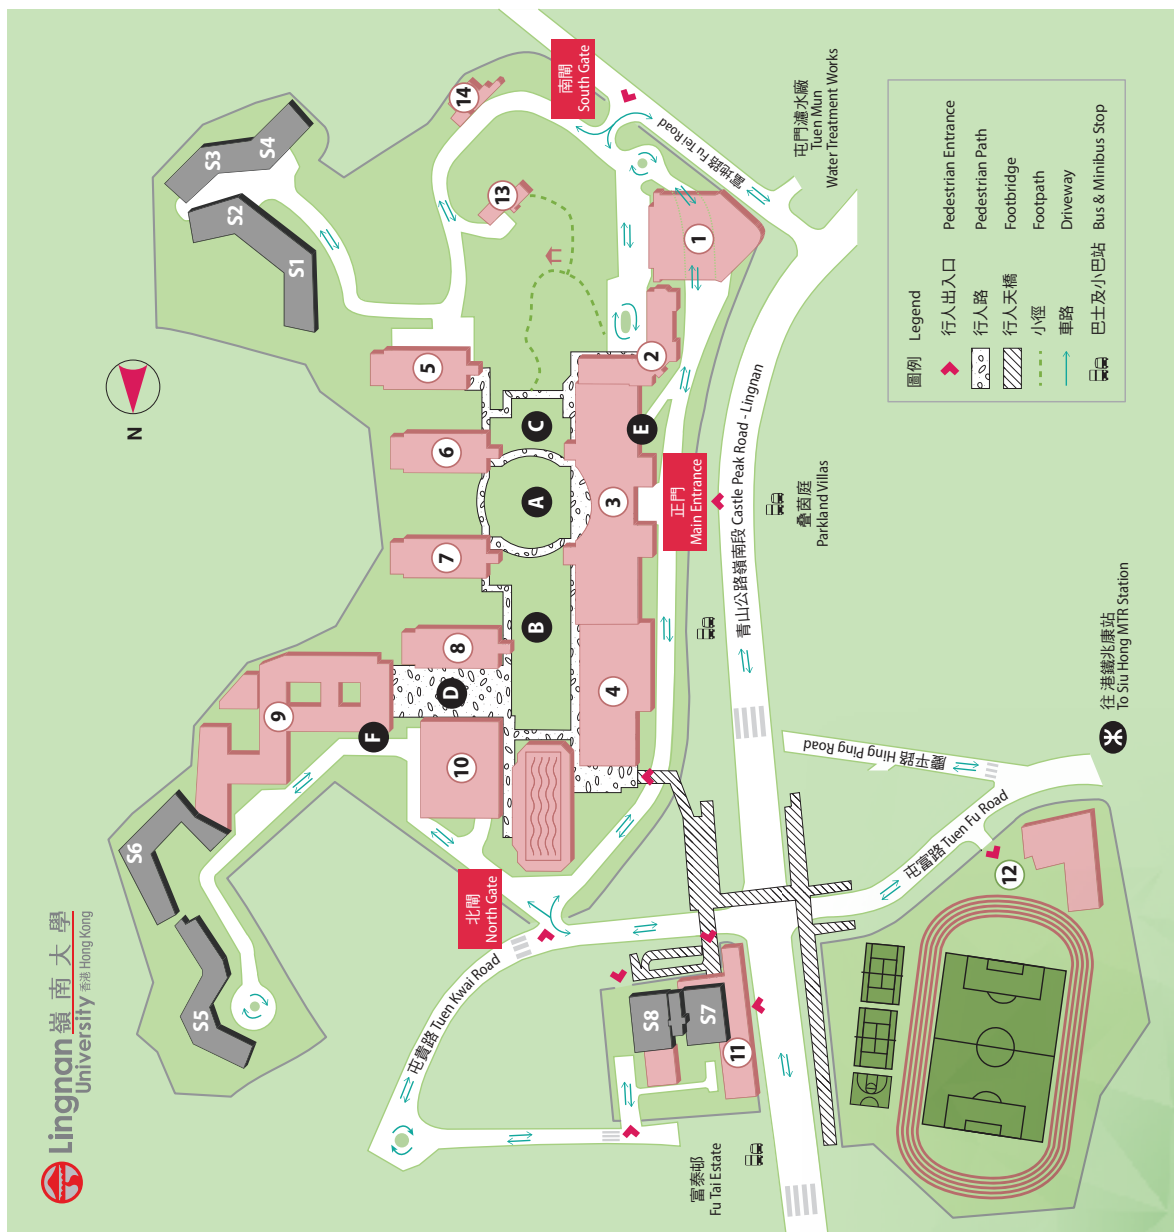 Lingnan 嶺南大學
University 香港 Hong Kong
N
S1
S2
S3
S4
S5
S6
S7
S8
1
2
3
4
5
6
7
8
9
10
11
12
13
14
A
B
C
D
E
F
南閘
South Gate
正門
Main Entrance
北閘
North Gate
富地路 Fu Tei Road
屯門濾水廠
Tuen Mun
Water Treatment Works
青山公路嶺南段 Castle Peak Road - Lingnan
疊茵庭
Parkland Villas
慶平路 Hing Ping Road
屯富路 Tuen Fu Road
屯貴路 Tuen Kwai Road
富泰邨
Fu Tai Estate
往港鐵兆康站
To Siu Hong MTR Station
圖例 Legend
行人出入口 Pedestrian Entrance
行人路 Pedestrian Path
行人天橋 Footbridge
小徑 Footpath
車路 Driveway
巴士及小巴站 Bus & Minibus Stop